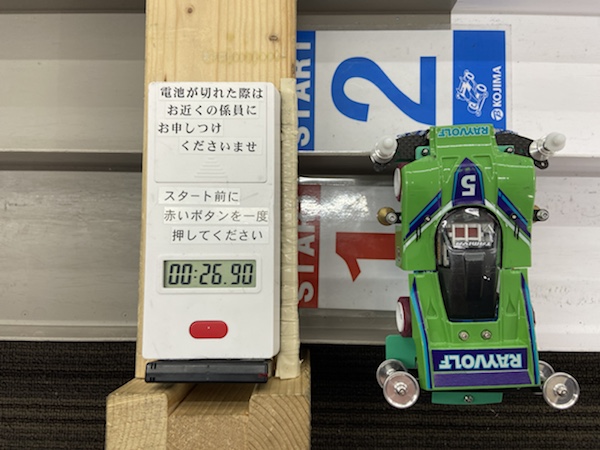 電池が切れた際は
お近くの係員に
お申しつけ
くださいませ
スタート前に
赤いボタンを一度
押してください
00:26.90
START
2
KOJIMA
START
1
RAYVOLF
5
RAYVOLF